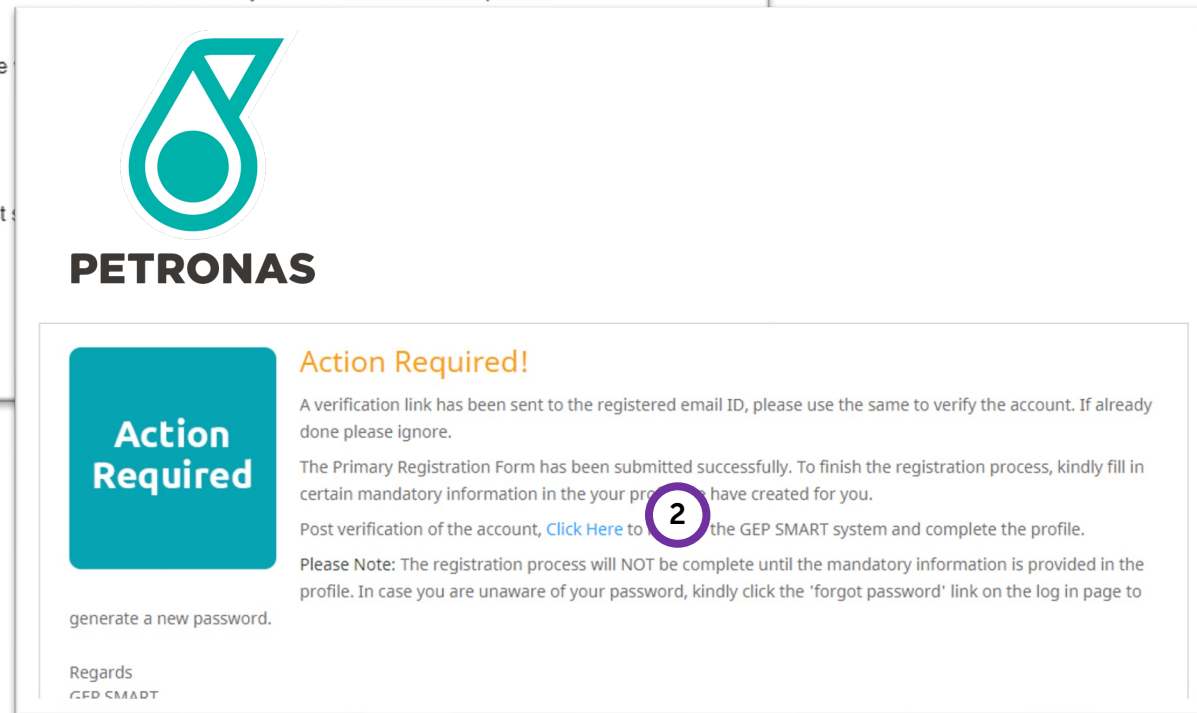 PETRONAS
Action
Required
Action Required!
A verification link has been sent to the registered email ID, please use the same to verify the account. If already
done please ignore.
The Primary Registration Form has been submitted successfully. To finish the registration process, kindly fill in
certain mandatory information in the your have created for you.
2
Post verification of the account, Click Here to the GEP SMART system and complete the profile.
Please Note: The registration process will NOT be complete until the mandatory information is provided in the
profile. In case you are unaware of your password, kindly click the 'forgot password' link on the log in page to
generate a new password.
Regards
GEP SMART